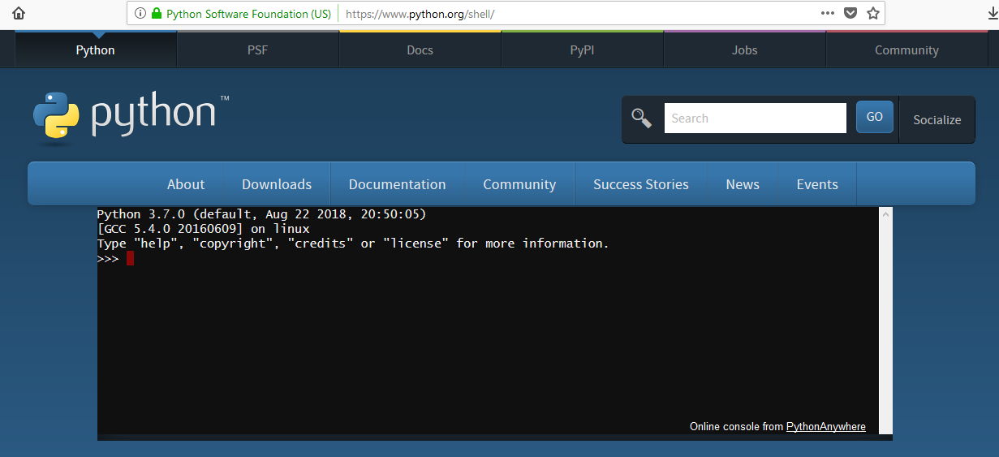 Python Software Foundation (US) https://www.python.org/shell/
Python PSF Docs PyPI Jobs Community
python™
Search GO Socialize
About Downloads Documentation Community Success Stories News Events
Python 3.7.0 (default, Aug 22 2018, 20:50:05)
[GCC 5.4.0 20160609] on linux
Type "help", "copyright", "credits" or "license" for more information.
>>>
Online console from PythonAnywhere